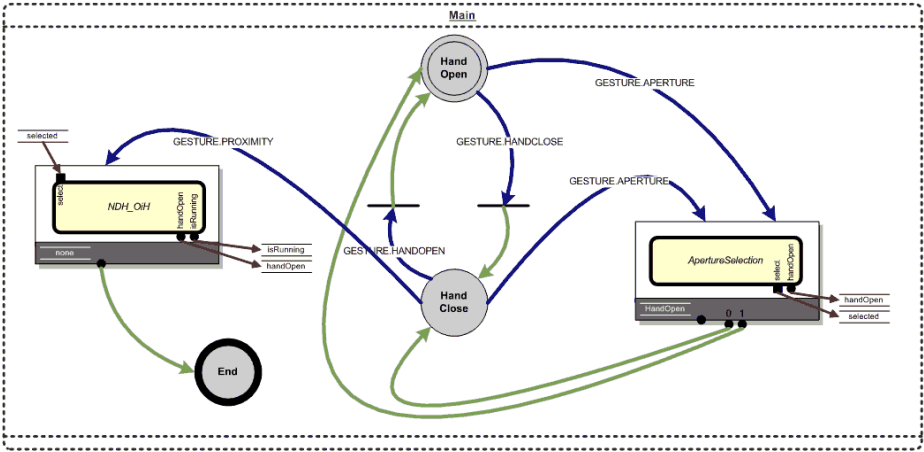 Main
Hand
Open
GESTURE.APERTURE
selected
GESTURE.PROXIMITY
GESTURE.HANDCLOSE
GESTURE.APERTURE
select
NDH_OiH
handOpen
isRunning
none
isRunning
handOpen
GESTURE.HANDOPEN
Hand
Close
ApertureSelection
select
handOpen
HandOpen
0 1
handOpen
selected
End